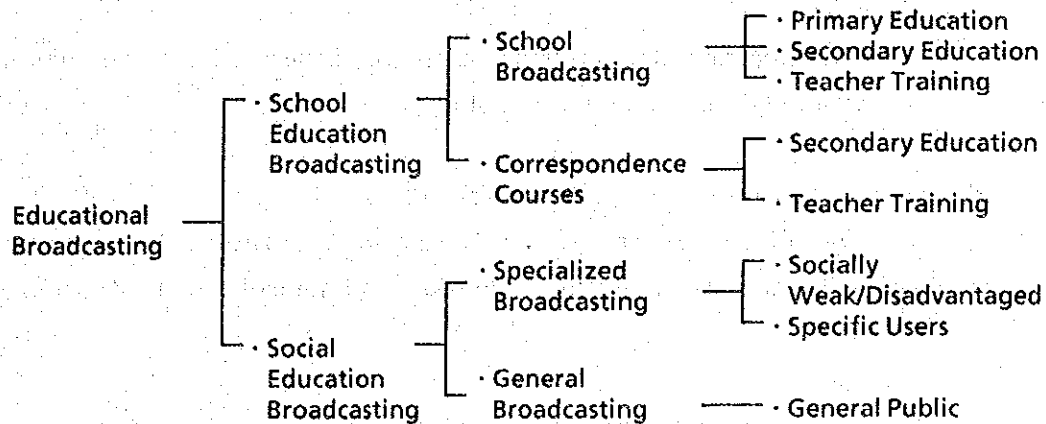 Educational
Broadcasting
· School
Education
Broadcasting
· School
Broadcasting
· Primary Education
· Secondary Education
· Teacher Training
· Correspondence
Courses
· Secondary Education
· Teacher Training
· Social
Education
Broadcasting
· Specialized
Broadcasting
· Socially
Weak/Disadvantaged
· Specific Users
· General
Broadcasting
· General Public